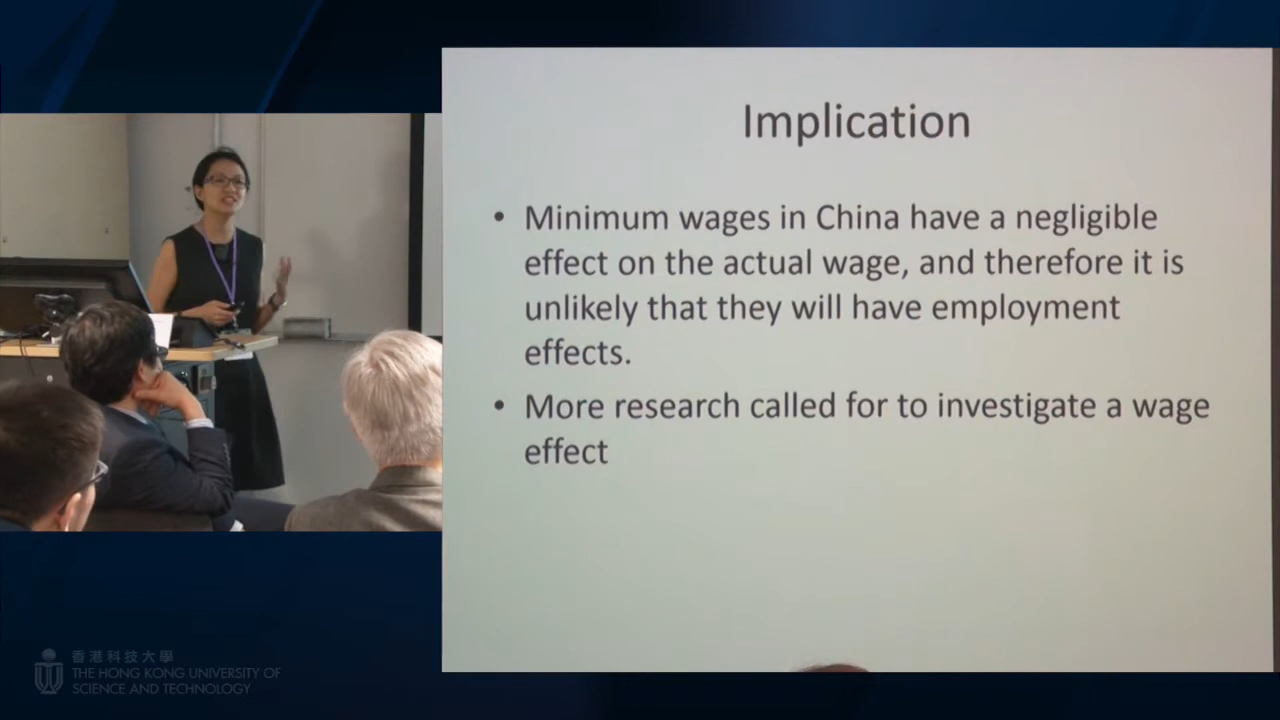 Implication
• Minimum wages in China have a negligible
effect on the actual wage, and therefore it is
unlikely that they will have employment
effects.
• More research called for to investigate a wage
effect
香港科技大學
THE HONG KONG UNIVERSITY OF
SCIENCE AND TECHNOLOGY